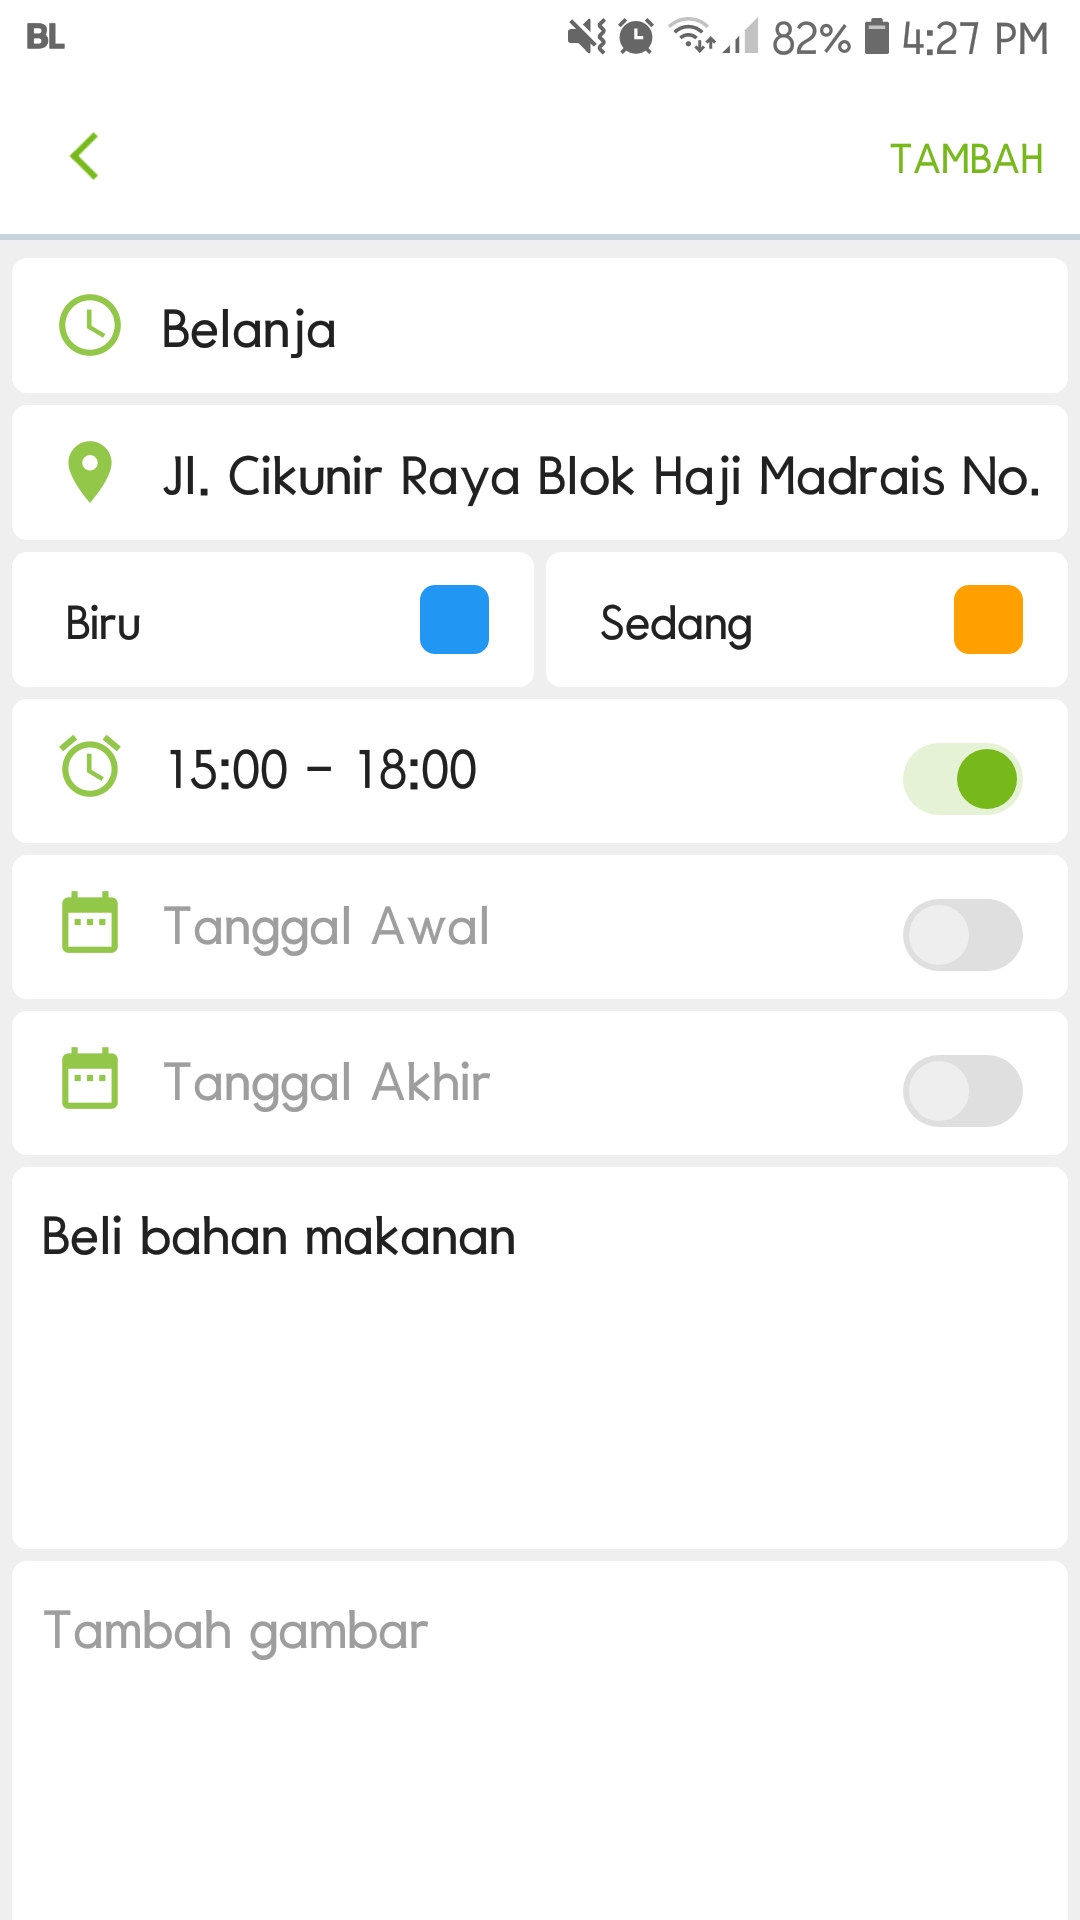 BL 82% 4:27 PM
TAMBAH
Belanja
Jl. Cikunir Raya Blok Haji Madrais No.
Biru Sedang
15:00 - 18:00
Tanggal Awal
Tanggal Akhir
Beli bahan makanan
Tambah gambar